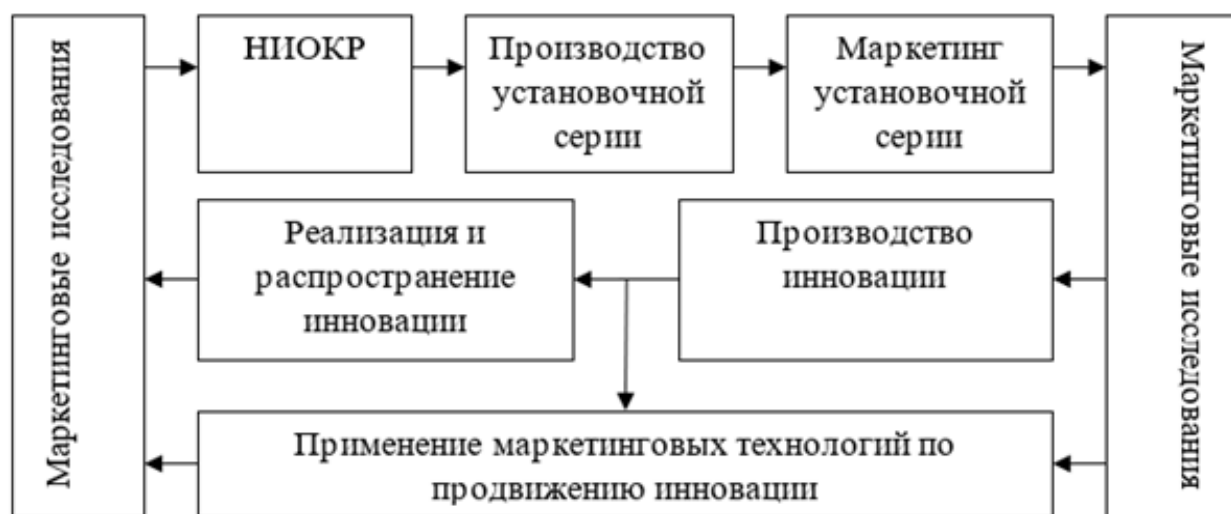 Маркетинговые исследования
НИОКР
Производство
установочной
серии
Маркетинг
установочной
серии
Маркетинговые исследования
Реализация и
распространение
инновации
Производство
инновации
Применение маркетинговых технологий по
продвижению инновации